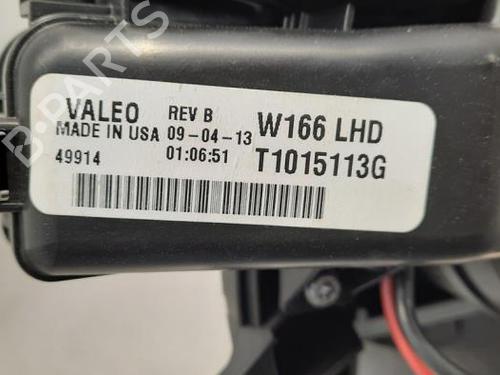 VALEO REV B W166 LHD
MADE IN USA 09-04-13
49914 01:06:51 T1015113G
B-PARTS